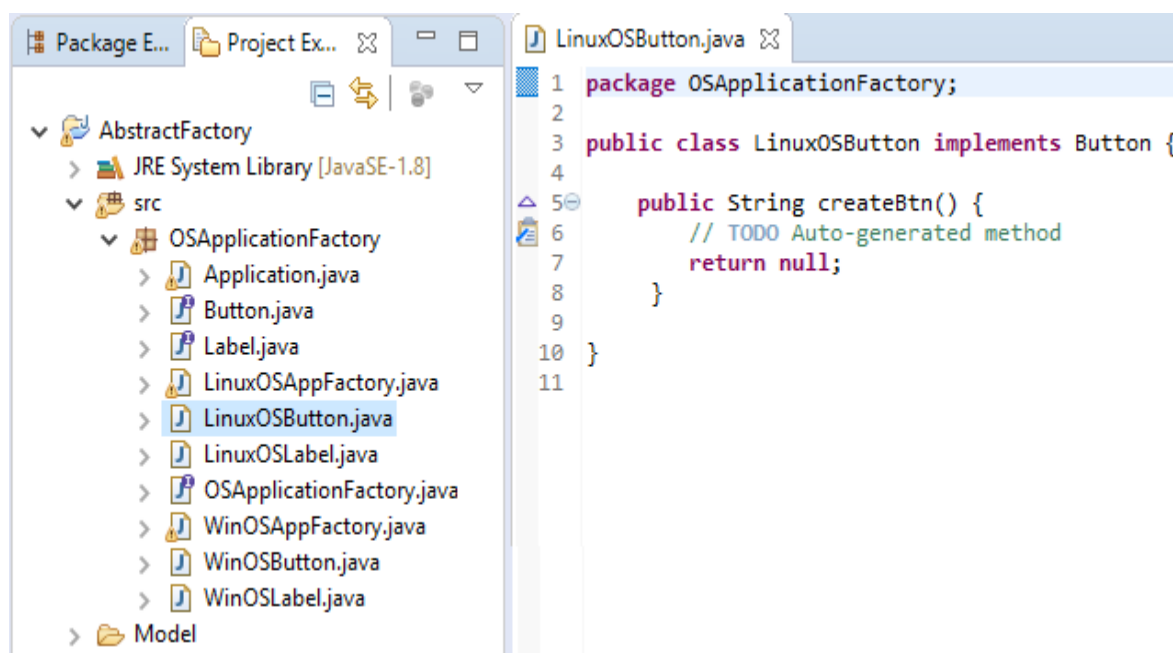 Package E...
Project Ex...
AbstractFactory
JRE System Library [JavaSE-1.8]
src
OSApplicationFactory
Application.java
Button.java
Label.java
LinuxOSAppFactory.java
LinuxOSButton.java
LinuxOSLabel.java
OSApplicationFactory.java
WinOSAppFactory.java
WinOSButton.java
WinOSLabel.java
Model
LinuxOSButton.java
1 package OSApplicationFactory;
2
3 public class LinuxOSButton implements Button {
4
5 public String createBtn() {
6 // TODO Auto-generated method
7 return null;
8 }
9
10 }
11